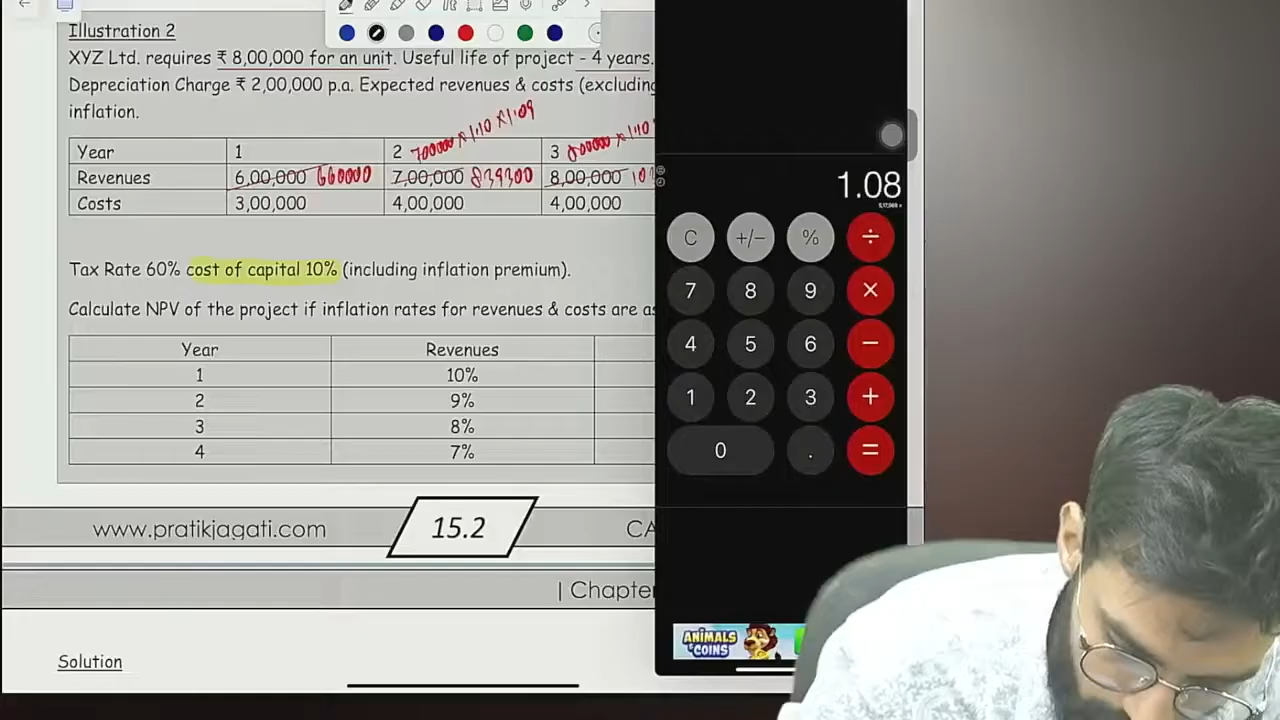 Illustration 2
XYZ Ltd. requires ₹ 8,00,000 for an unit. Useful life of project - 4 years.
Depreciation Charge ₹ 2,00,000 p.a. Expected revenues & costs (excluding
inflation.
700000 × 1.10 × 1.09
800000 × 1.10
Year 1 2 3
Revenues 6,00,000 660000 7,00,000 839300 8,00,000 10
Costs 3,00,000 4,00,000 4,00,000
Tax Rate 60% cost of capital 10% (including inflation premium).
Calculate NPV of the project if inflation rates for revenues & costs are as
Year Revenues
1 10%
2 9%
3 8%
4 7%
www.pratikjagati.com 15.2 CA
| Chapter
Solution
1.08
C +/− % ÷
7 8 9 ×
4 5 6 −
1 2 3 +
0 . =
ANIMALS
& COINS